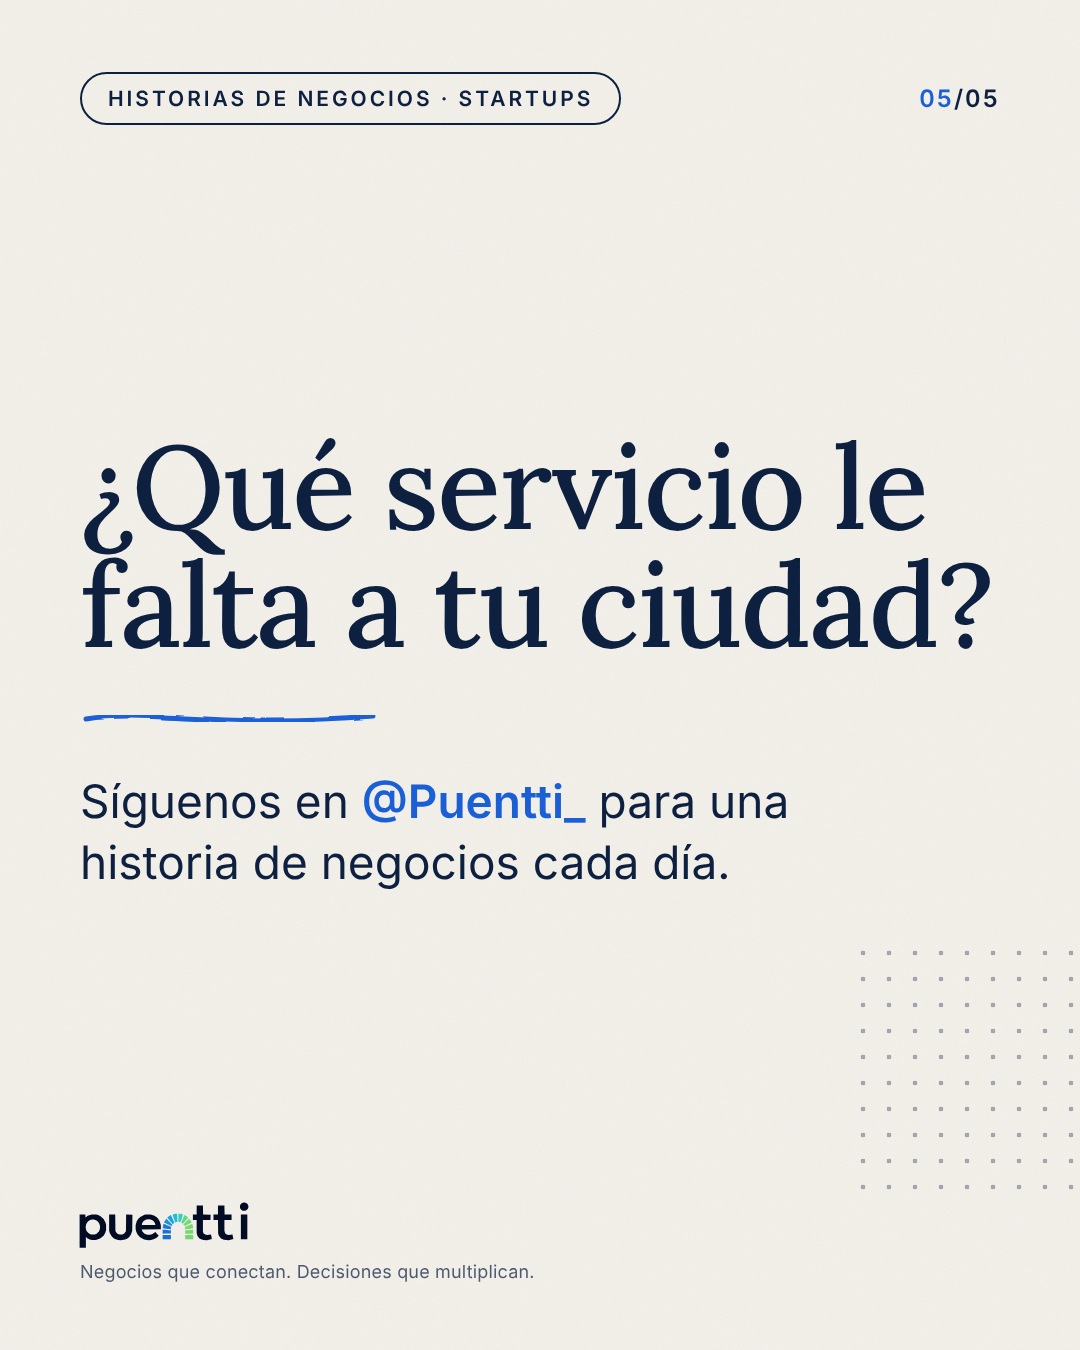 HISTORIAS DE NEGOCIOS · STARTUPS
05/05
¿Qué servicio le
falta a tu ciudad?
Síguenos en @Puentti_ para una
historia de negocios cada día.
puentti
Negocios que conectan. Decisiones que multiplican.